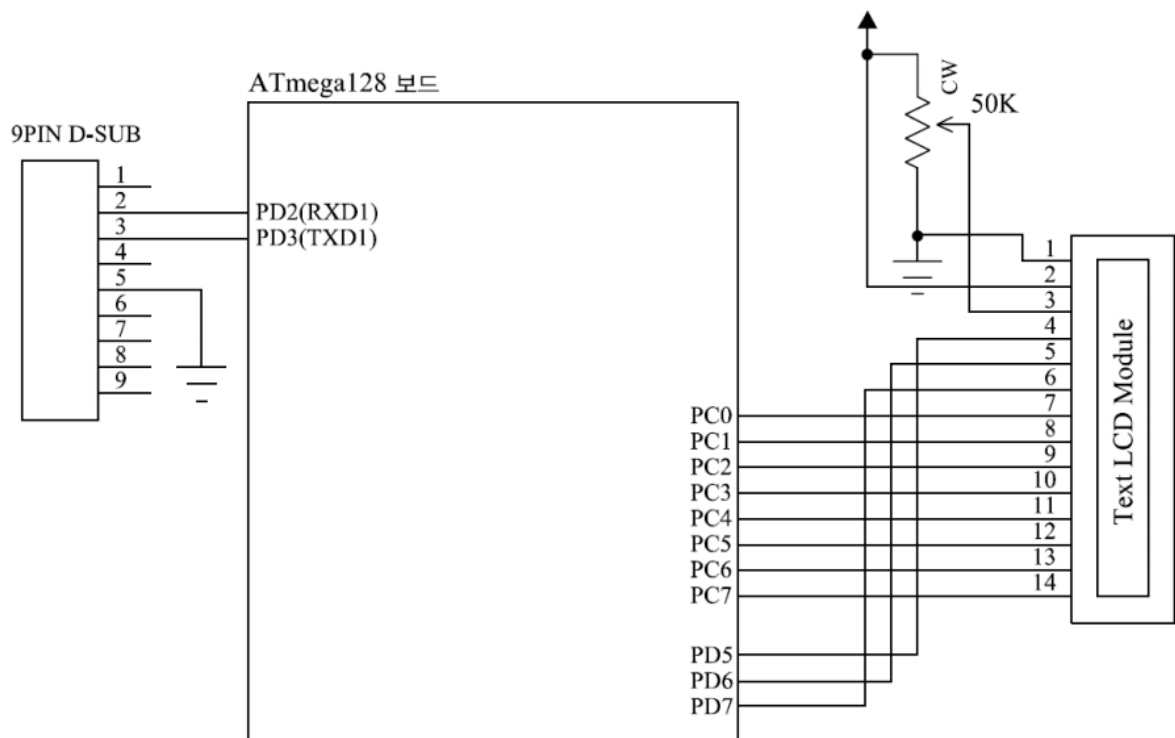 ATmega128 보드
CW
50K
9PIN D-SUB
1
2
3
4
5
6
7
8
9
PD2(RXD1)
PD3(TXD1)
PC0
PC1
PC2
PC3
PC4
PC5
PC6
PC7
PD5
PD6
PD7
1
2
3
4
5
6
7
8
9
10
11
12
13
14
Text LCD Module